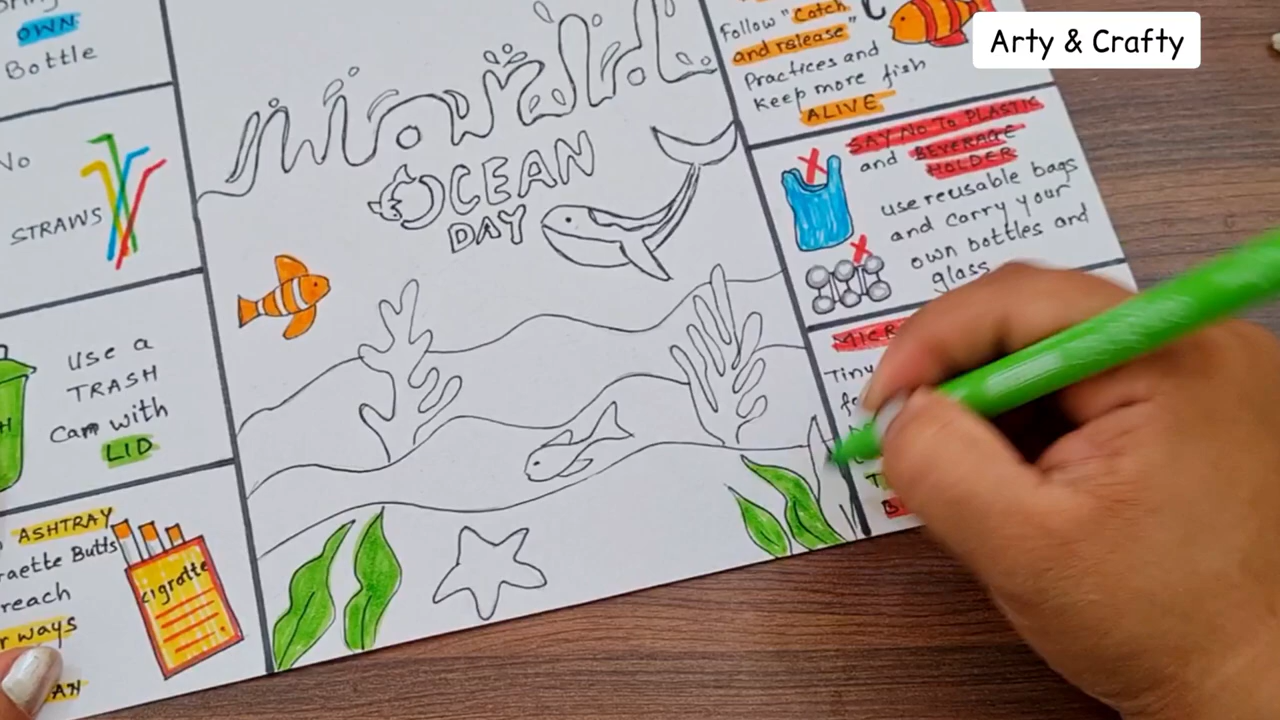 OWN
Bottle
No
STRAWS
USE a
TRASH
Can with
LID
ASHTRAY
Butts
reach
ways
Cigrotte
World
OCEAN
DAY
Follow "Catch
and release"
Practices and
keep more fish
ALIVE
SAY NO TO PLASTIC
and BEVERAGE
HOLDER
use reusable bags
and carry your
own bottles and
glass
Tiny
Arty & Crafty